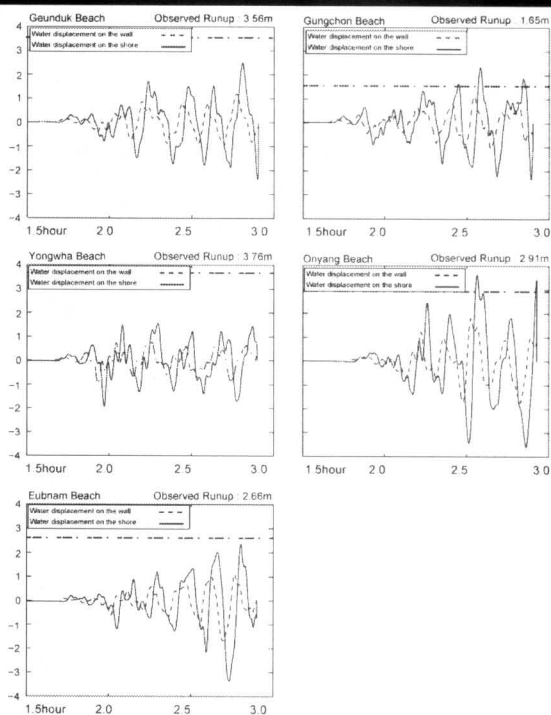 Geunduk Beach Observed Runup : 3.56m
Water displacement on the wall
Water displacement on the shore
4
3
2
1
0
−1
−2
−3
−4
1.5hour 2.0 2.5 3.0
Gungchon Beach Observed Runup : 1.65m
Water displacement on the wall
Water displacement on the shore
1.5hour 2.0 2.5 3.0
Yongwha Beach Observed Runup : 3.76m
Water displacement on the wall
Water displacement on the shore
4
3
2
1
0
−1
−2
−3
−4
1.5hour 2.0 2.5 3.0
Onyang Beach Observed Runup : 2.91m
Water displacement on the wall
Water displacement on the shore
1.5hour 2.0 2.5 3.0
Eubnam Beach Observed Runup : 2.66m
Water displacement on the wall
Water displacement on the shore
4
3
2
1
0
−1
−2
−3
−4
1.5hour 2.0 2.5 3.0